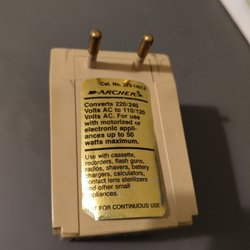 Cat. No. 273-1401A
ARCHER
Converts 220/240
Volts AC to 110/120
Volts AC. For use
with motorized or
electronic appli-
ances up to 50
watts maximum.
Use with cassette,
recorders, flash guns,
radios, shavers, battery
chargers, calculators,
contact lens sterilizers
and other small
appliances.
NOT FOR CONTINUOUS USE